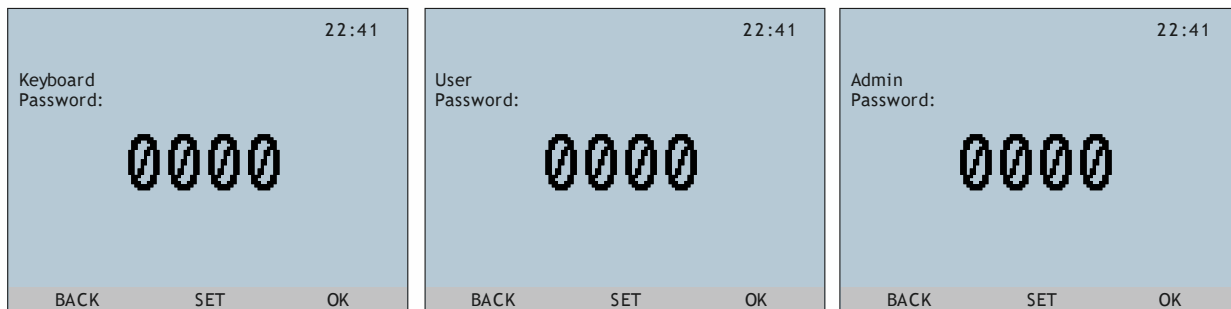 22:41
Keyboard
Password:
0000
BACK SET OK
22:41
User
Password:
0000
BACK SET OK
22:41
Admin
Password:
0000
BACK SET OK